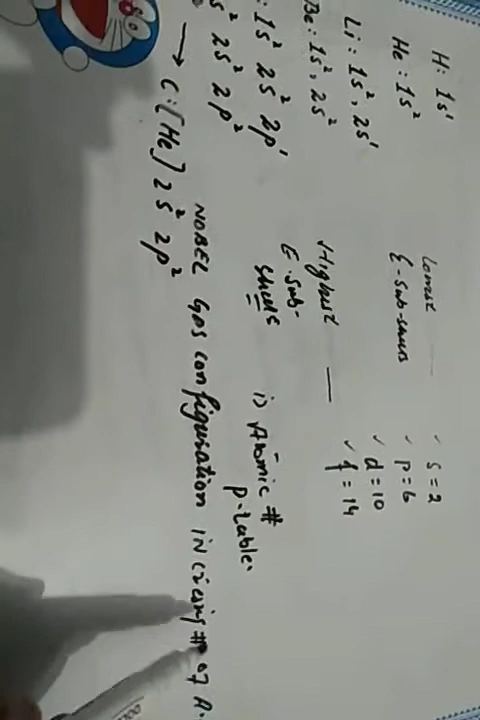 H: 1s¹
He: 1s²
Li: 1s², 2s¹
Be: 1s², 2s²
: 1s² 2s² 2p¹
s² 2s² 2p²
→ C: [He] 2s² 2p²
lowest
E-sub-
Highest
E. Sub-
✓ s = 2
✓ p = 6
✓ d = 10
✓ f = 14
i) Atomic #
p. table.
NOBEL GAS configuration IN #of A.